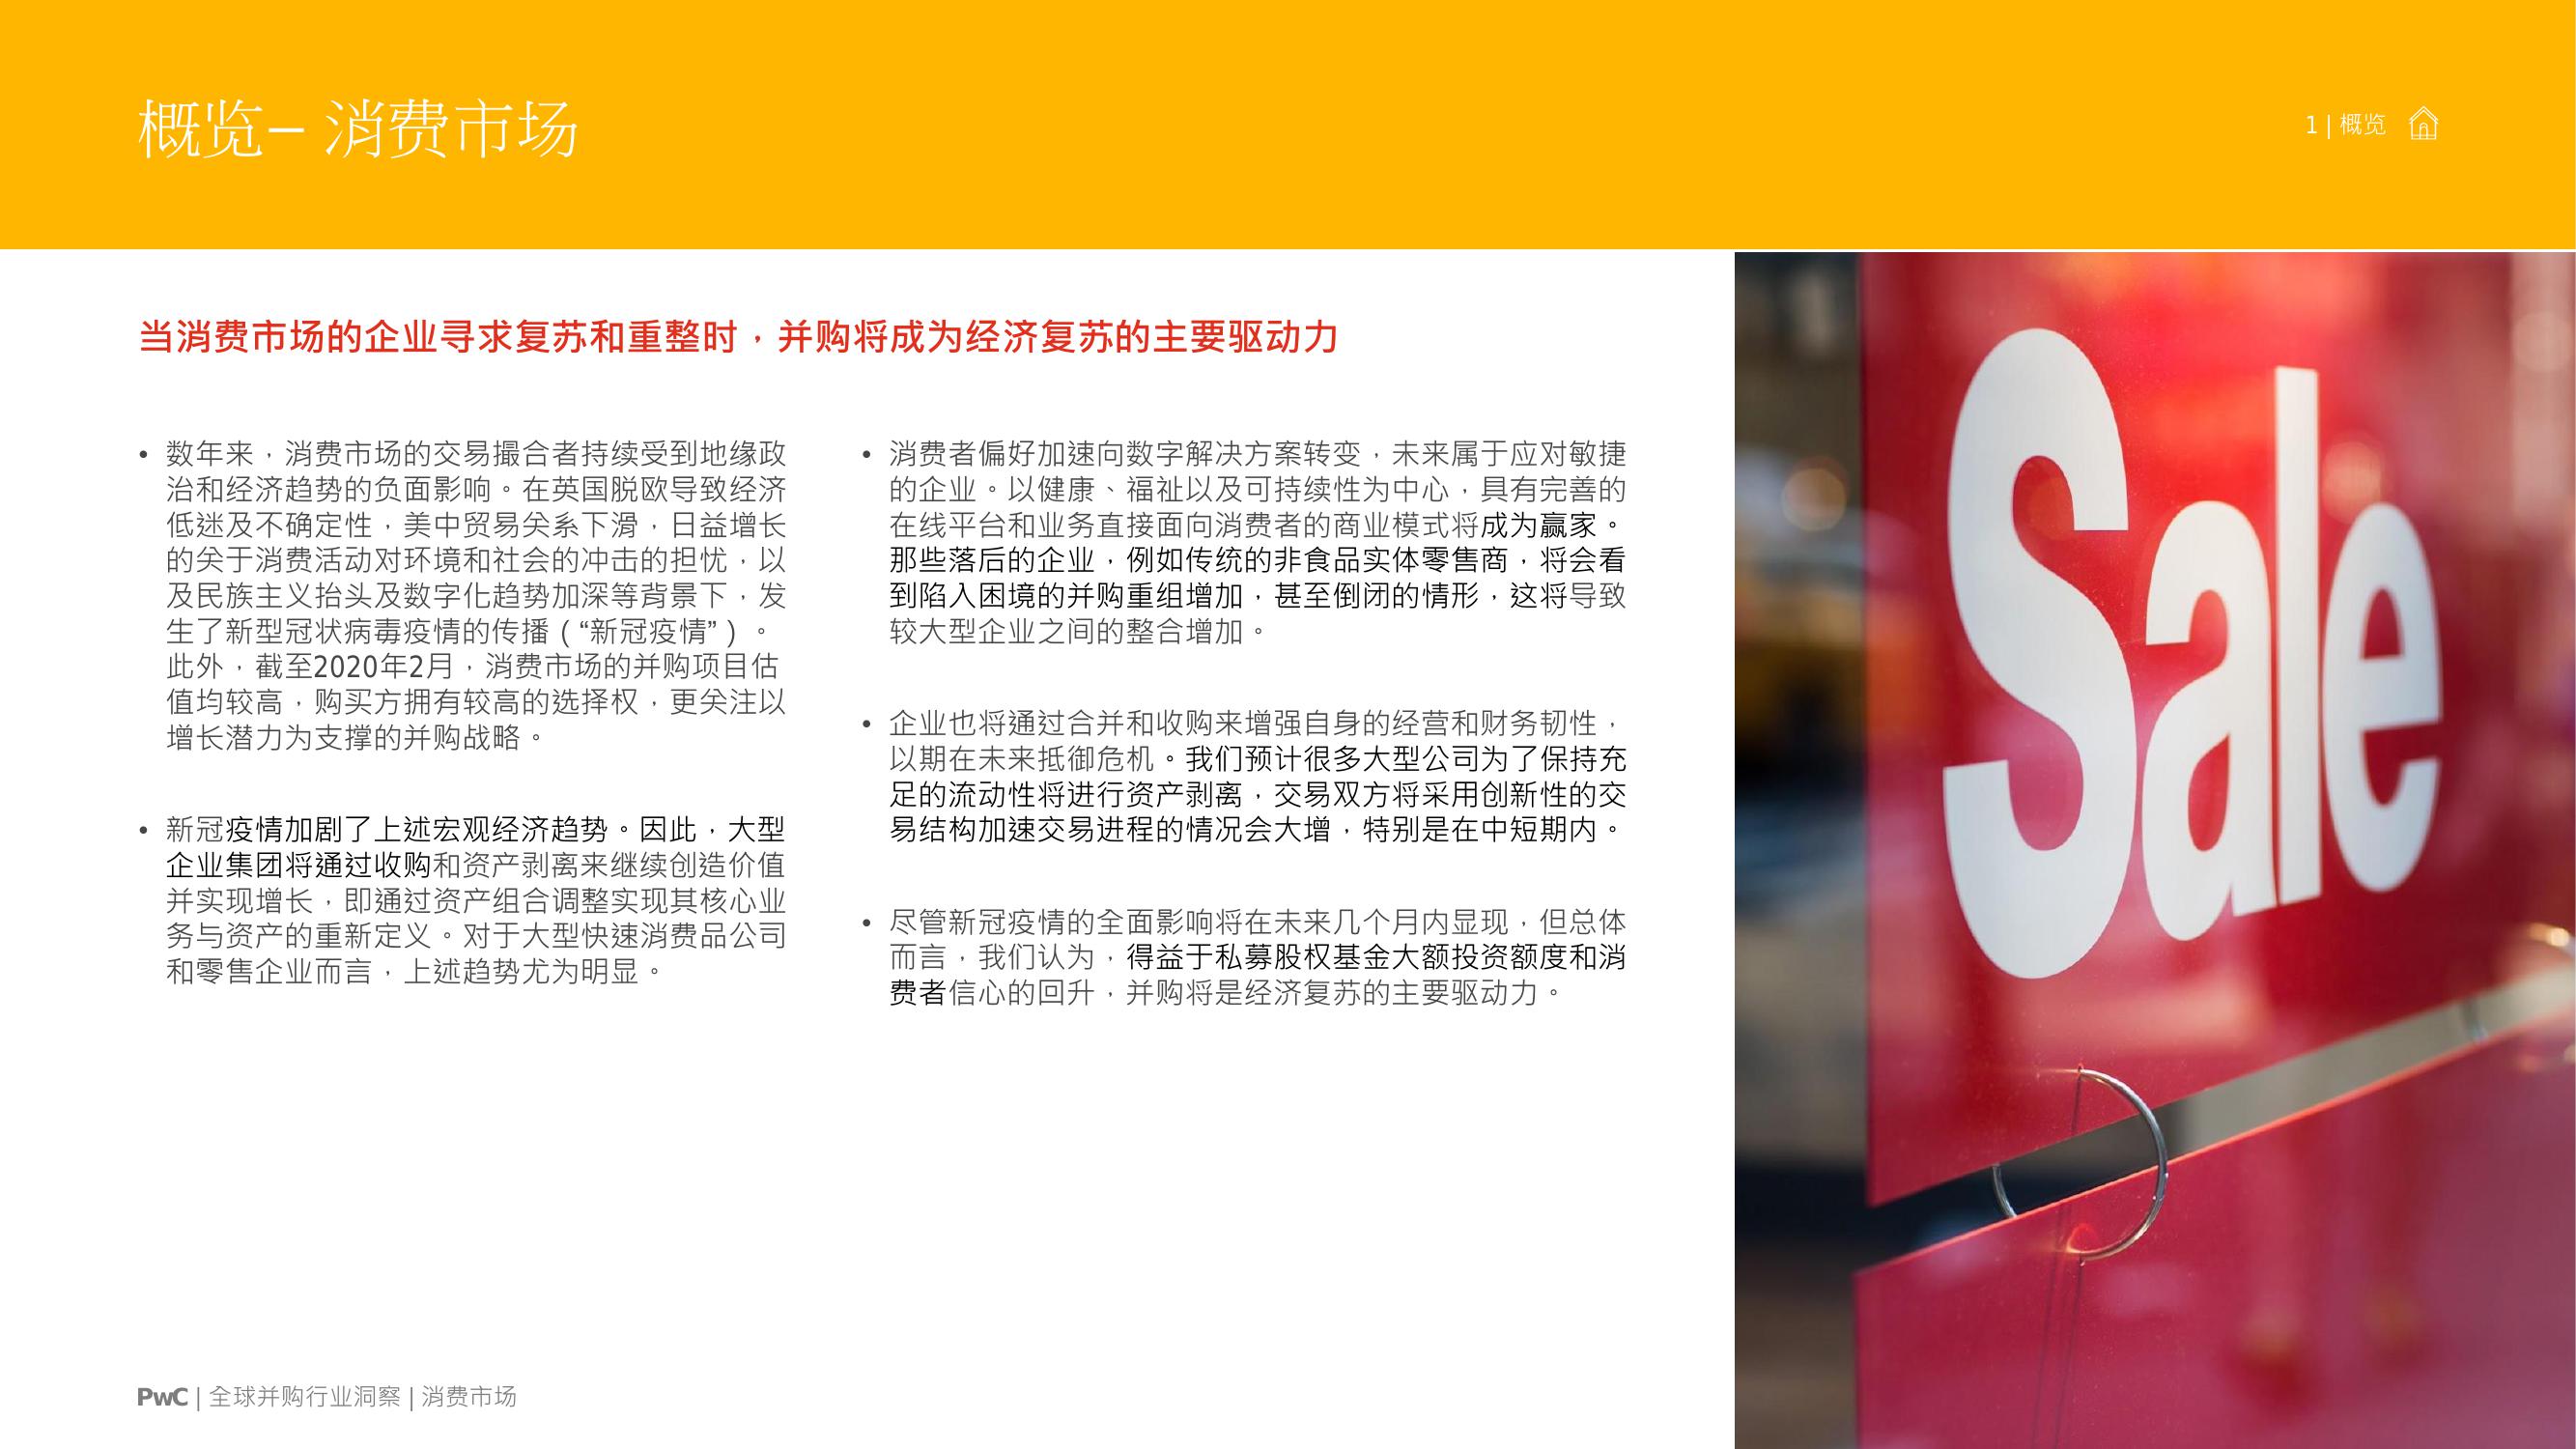 概览– 消费市场
1 | 概览
当消费市场的企业寻求复苏和重整时，并购将成为经济复苏的主要驱动力
• 数年来，消费市场的交易撮合者持续受到地缘政
治和经济趋势的负面影响。在英国脱欧导致经济
低迷及不确定性，美中贸易关系下滑，日益增长
的关于消费活动对环境和社会的冲击的担忧，以
及民族主义抬头及数字化趋势加深等背景下，发
生了新型冠状病毒疫情的传播（“新冠疫情”）。
此外，截至2020年2月，消费市场的并购项目估
值均较高，购买方拥有较高的选择权，更关注以
增长潜力为支撑的并购战略。
• 新冠疫情加剧了上述宏观经济趋势。因此，大型
企业集团将通过收购和资产剥离来继续创造价值
并实现增长，即通过资产组合调整实现其核心业
务与资产的重新定义。对于大型快速消费品公司
和零售企业而言，上述趋势尤为明显。
• 消费者偏好加速向数字解决方案转变，未来属于应对敏捷
的企业。以健康、福祉以及可持续性为中心，具有完善的
在线平台和业务直接面向消费者的商业模式将成为赢家。
那些落后的企业，例如传统的非食品实体零售商，将会看
到陷入困境的并购重组增加，甚至倒闭的情形，这将导致
较大型企业之间的整合增加。
• 企业也将通过合并和收购来增强自身的经营和财务韧性，
以期在未来抵御危机。我们预计很多大型公司为了保持充
足的流动性将进行资产剥离，交易双方将采用创新性的交
易结构加速交易进程的情况会大增，特别是在中短期内。
• 尽管新冠疫情的全面影响将在未来几个月内显现，但总体
而言，我们认为，得益于私募股权基金大额投资额度和消
费者信心的回升，并购将是经济复苏的主要驱动力。
Sale
PwC | 全球并购行业洞察 | 消费市场